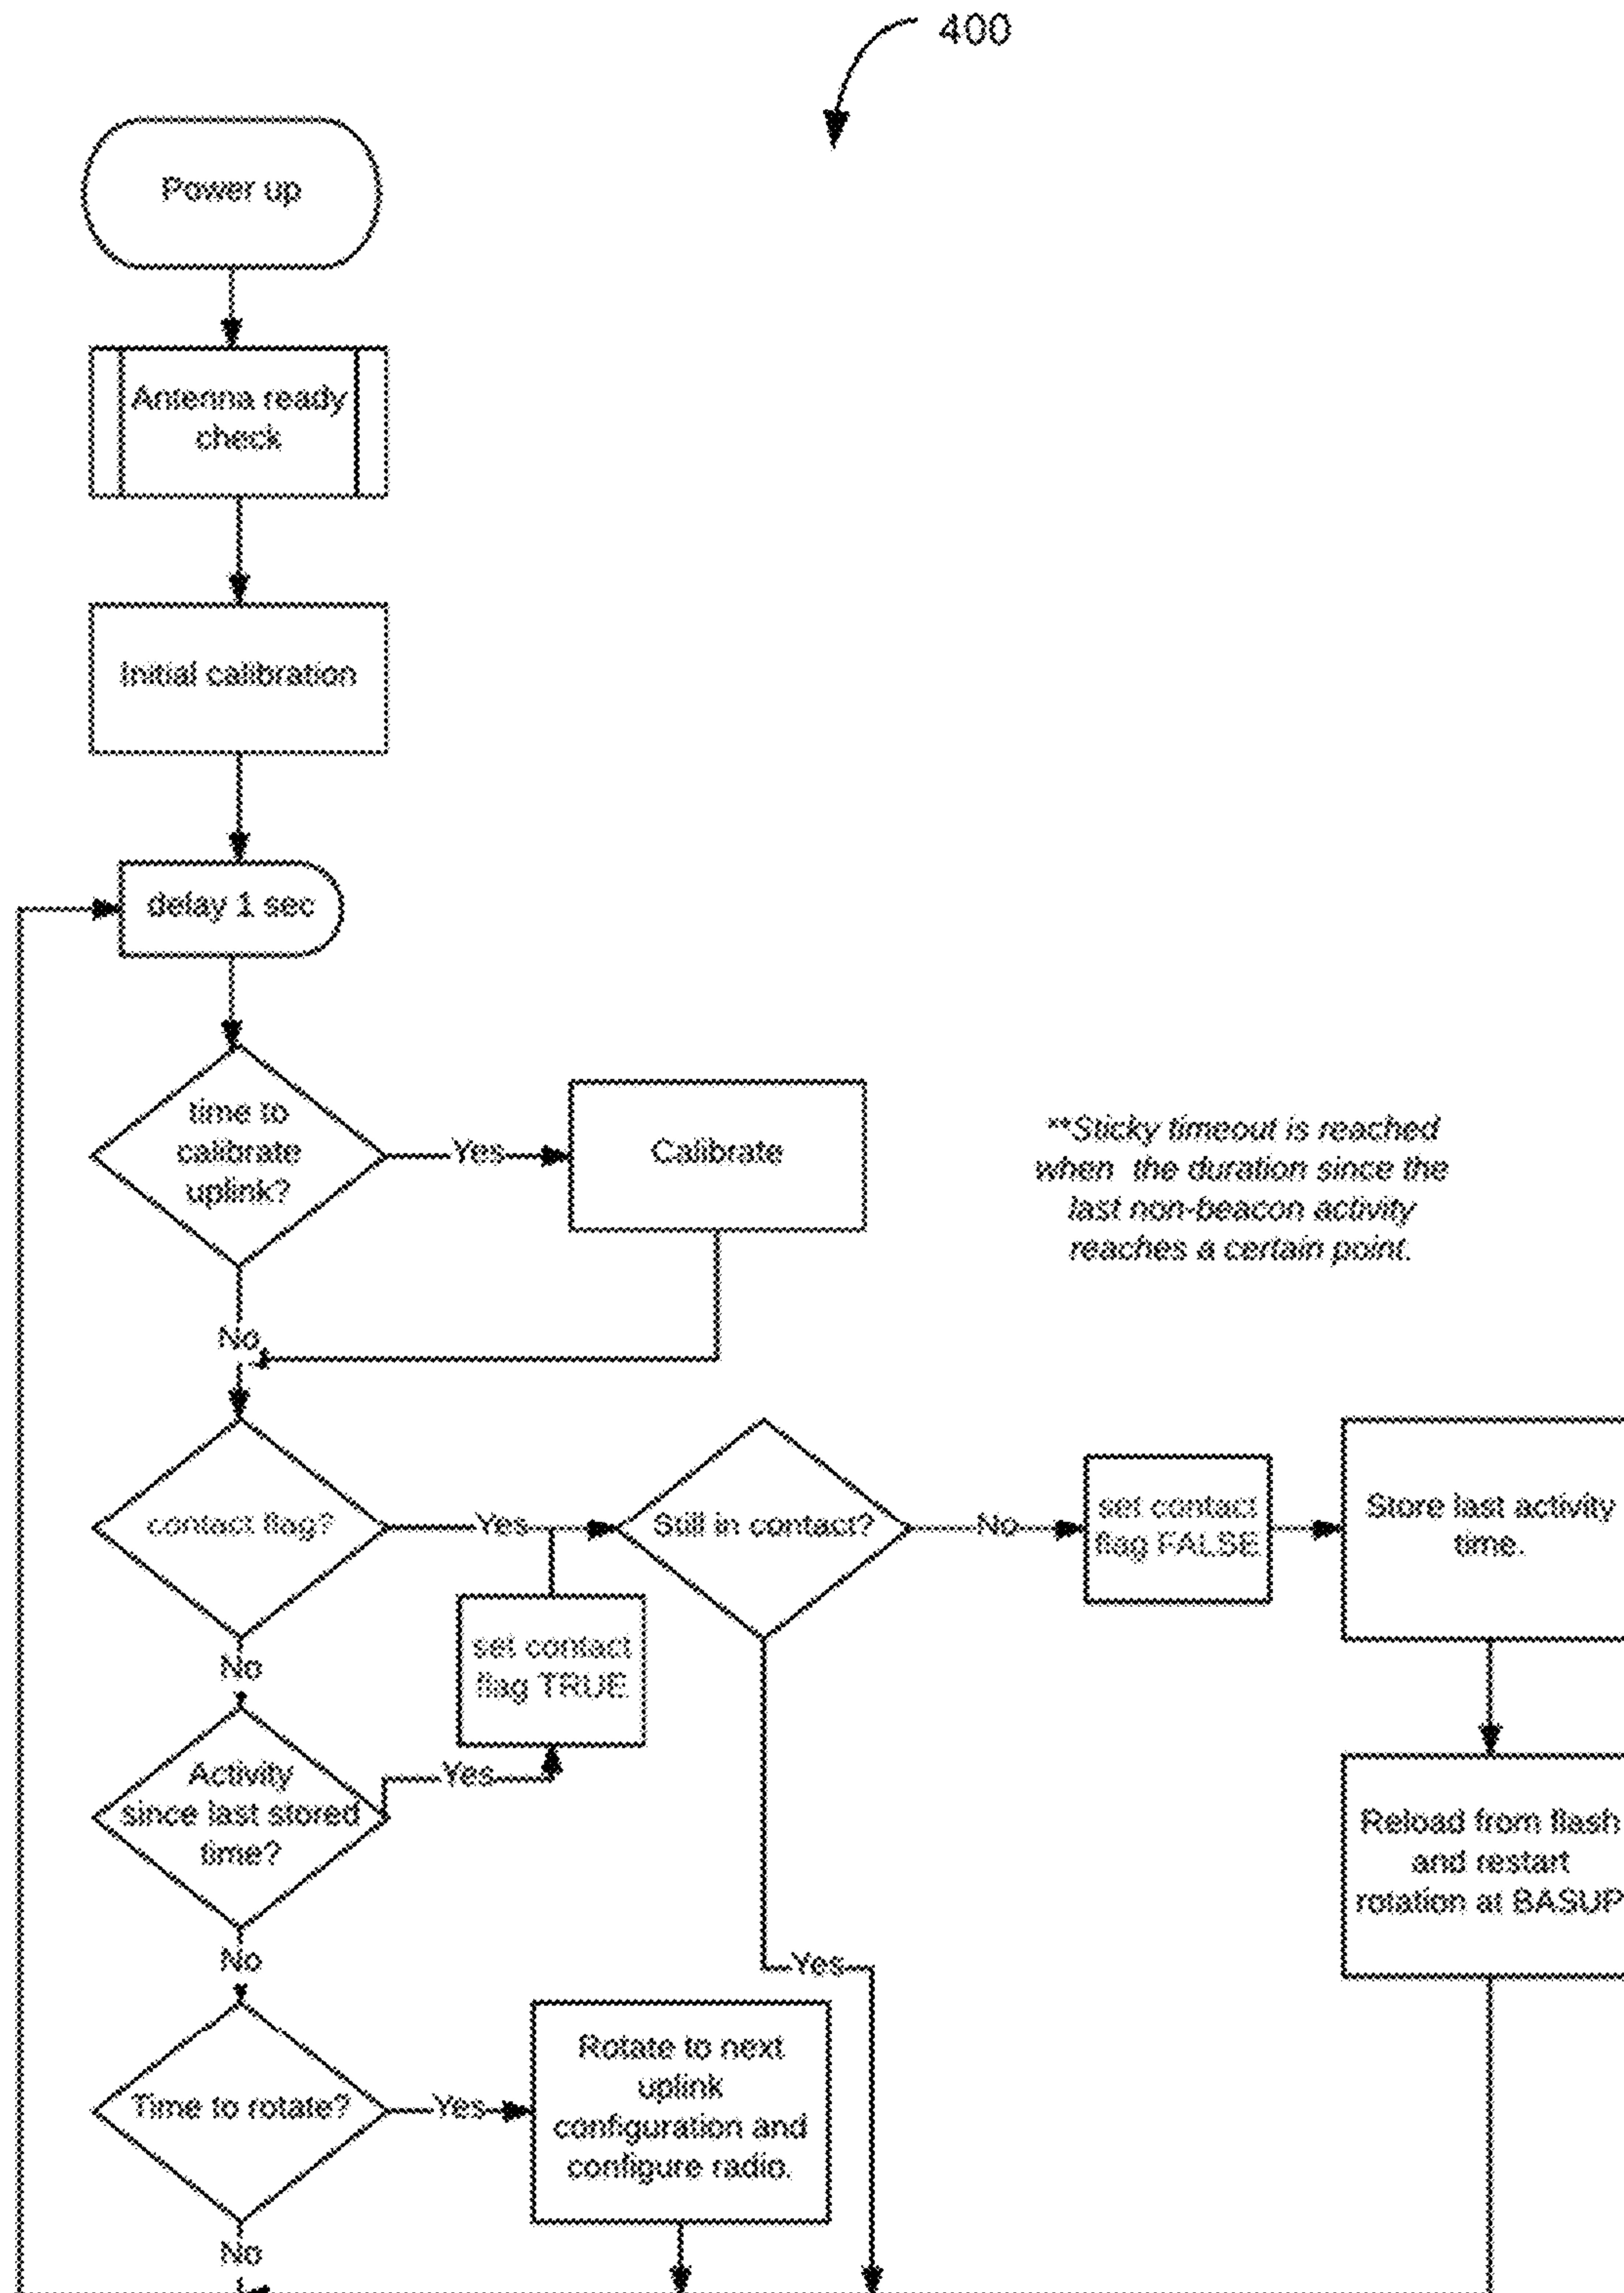 400
Power up
Antenna ready
check
Initial calibration
delay 1 sec
time to
calibrate
uplink?
Yes
Calibrate
**Sticky timeout is reached
when the duration since the
last non-beacon activity
reaches a certain point.
No
contact flag?
Yes
Still in contact?
No
set contact
flag FALSE
Store last activity
time.
No
set contact
flag TRUE
Activity
since last stored
time?
Yes
Reload from flash
and restart
rotation at BASUP
No
Yes
Time to rotate?
Yes
Rotate to next
uplink
configuration and
configure radio.
No